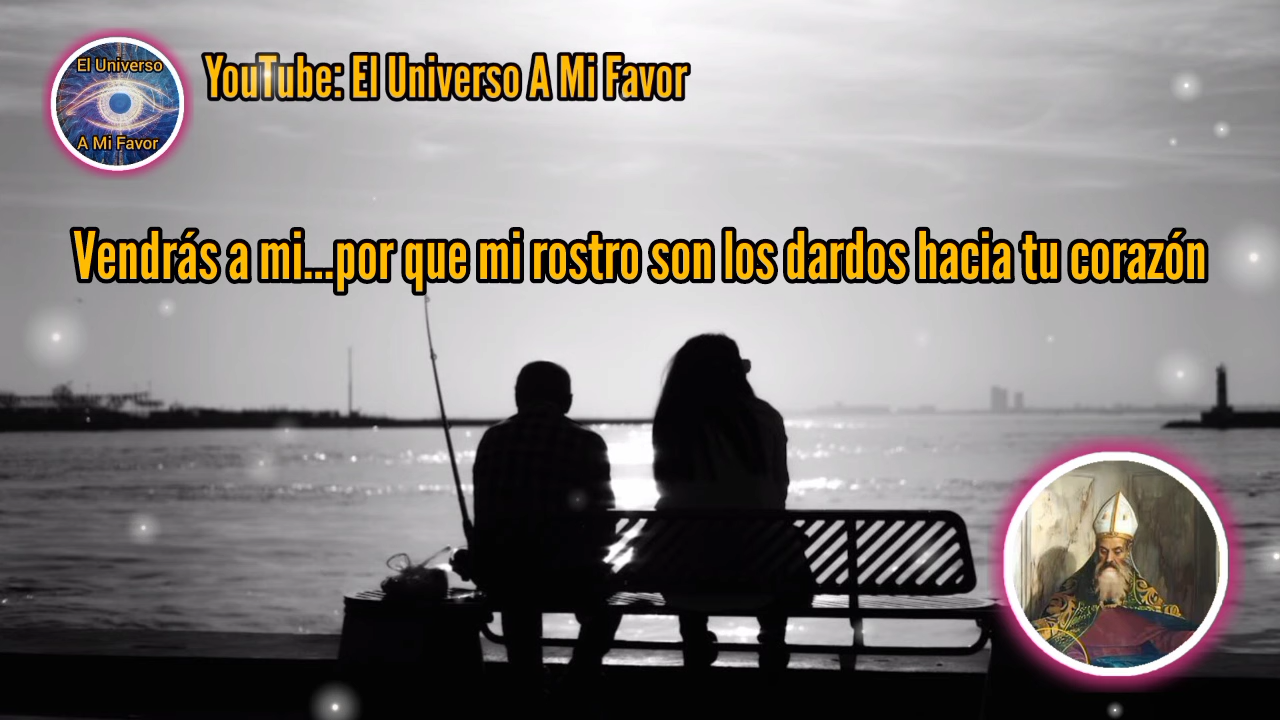 El Universo
A Mi Favor
YouTube: El Universo A Mi Favor
Vendrás a mi...por que mi rostro son los dardos hacia tu corazón